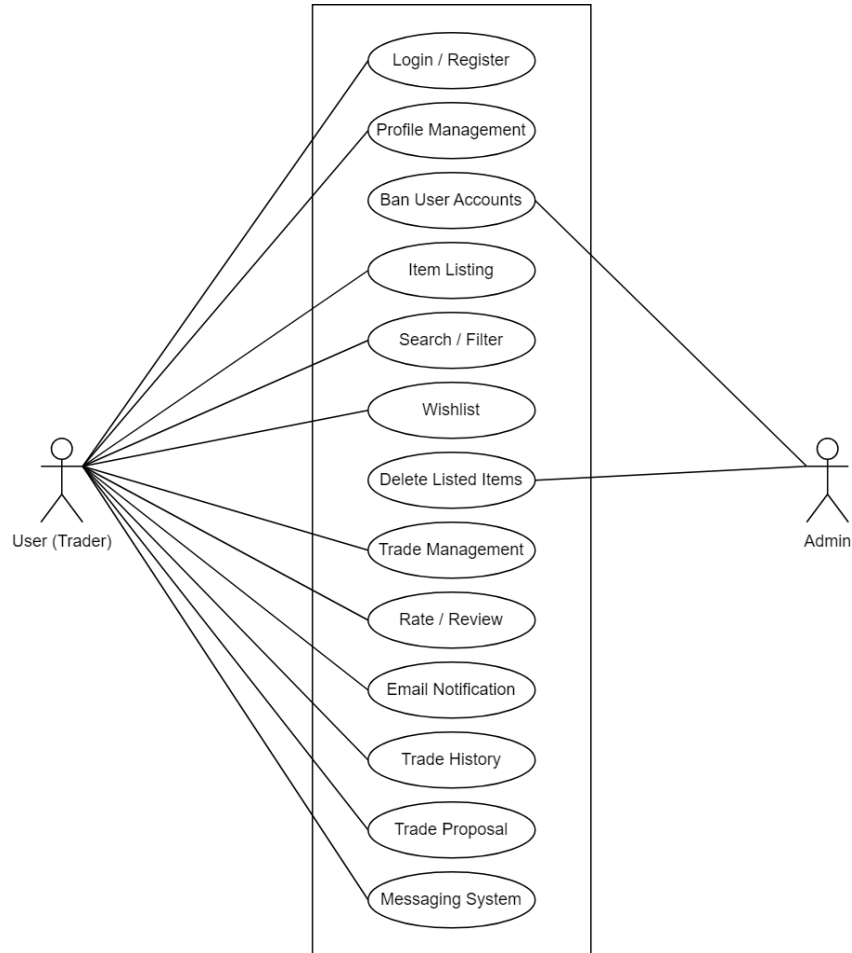 Login / Register
Profile Management
Ban User Accounts
Item Listing
Search / Filter
Wishlist
Delete Listed Items
User (Trader)
Admin
Trade Management
Rate / Review
Email Notification
Trade History
Trade Proposal
Messaging System